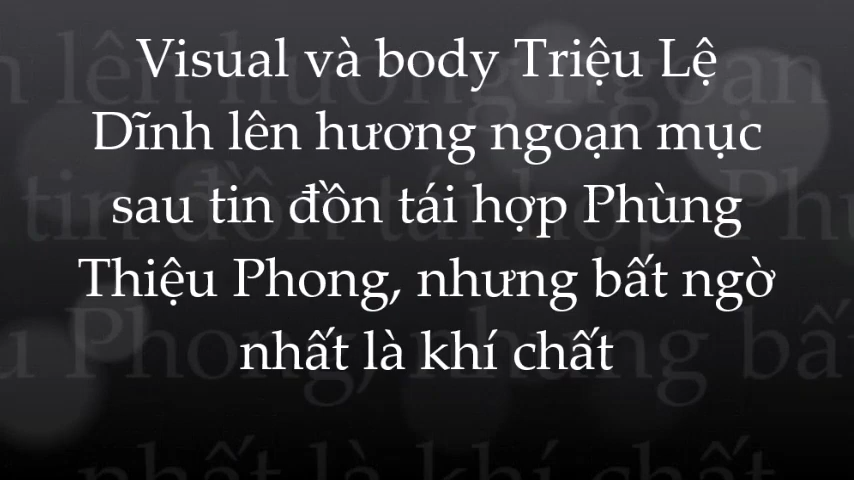 Visual và body Triệu Lệ
Dĩnh lên hương ngoạn mục
sau tin đồn tái hợp Phùng
Thiệu Phong, nhưng bất ngờ
nhất là khí chất